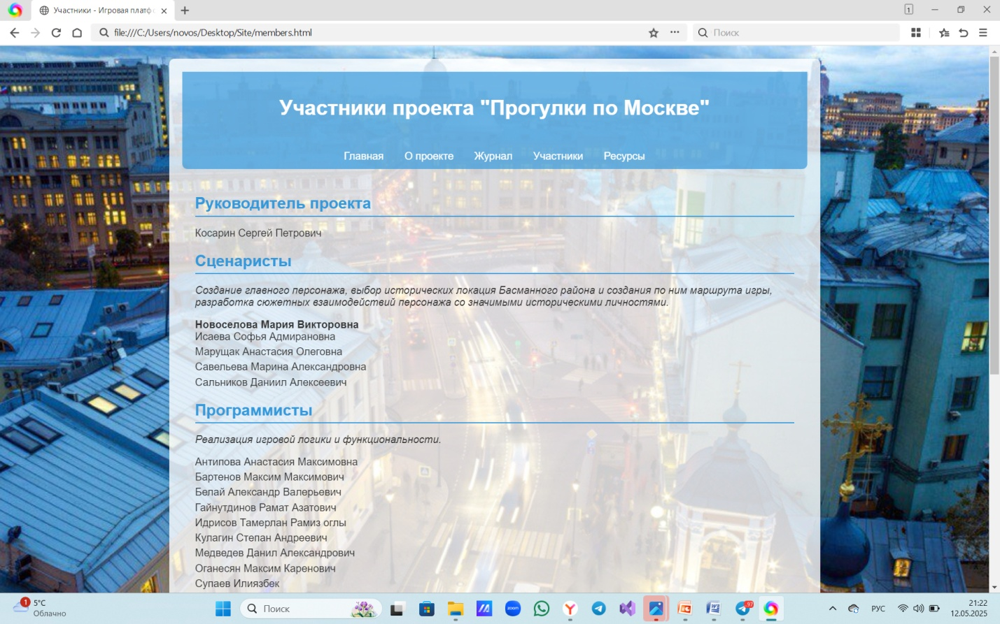 Участники - Игровая платф
1
file:///C:/Users/novos/Desktop/Site/members.html
Поиск
Участники проекта "Прогулки по Москве"
Главная О проекте Журнал Участники Ресурсы
Руководитель проекта
Косарин Сергей Петрович
Сценаристы
Создание главного персонажа, выбор исторических локация Басманного района и создания по ним маршрута игры,
разработка сюжетных взаимодействий персонажа со значимыми историческими личностями.
Новоселова Мария Викторовна
Исаева Софья Адмирановна
Марущак Анастасия Олеговна
Савельева Марина Александровна
Сальников Даниил Алексеевич
Программисты
Реализация игровой логики и функциональности.
Антипова Анастасия Максимовна
Бартенов Максим Максимович
Белай Александр Валерьевич
Гайнутдинов Рамат Азатович
Идрисов Тамерлан Рамиз оглы
Кулагин Степан Андреевич
Медведев Данил Александрович
Оганесян Максим Каренович
Супаев Илиязбек
1
5°C
Облачно
Поиск
zoom
97
РУС
21:22
12.05.2025